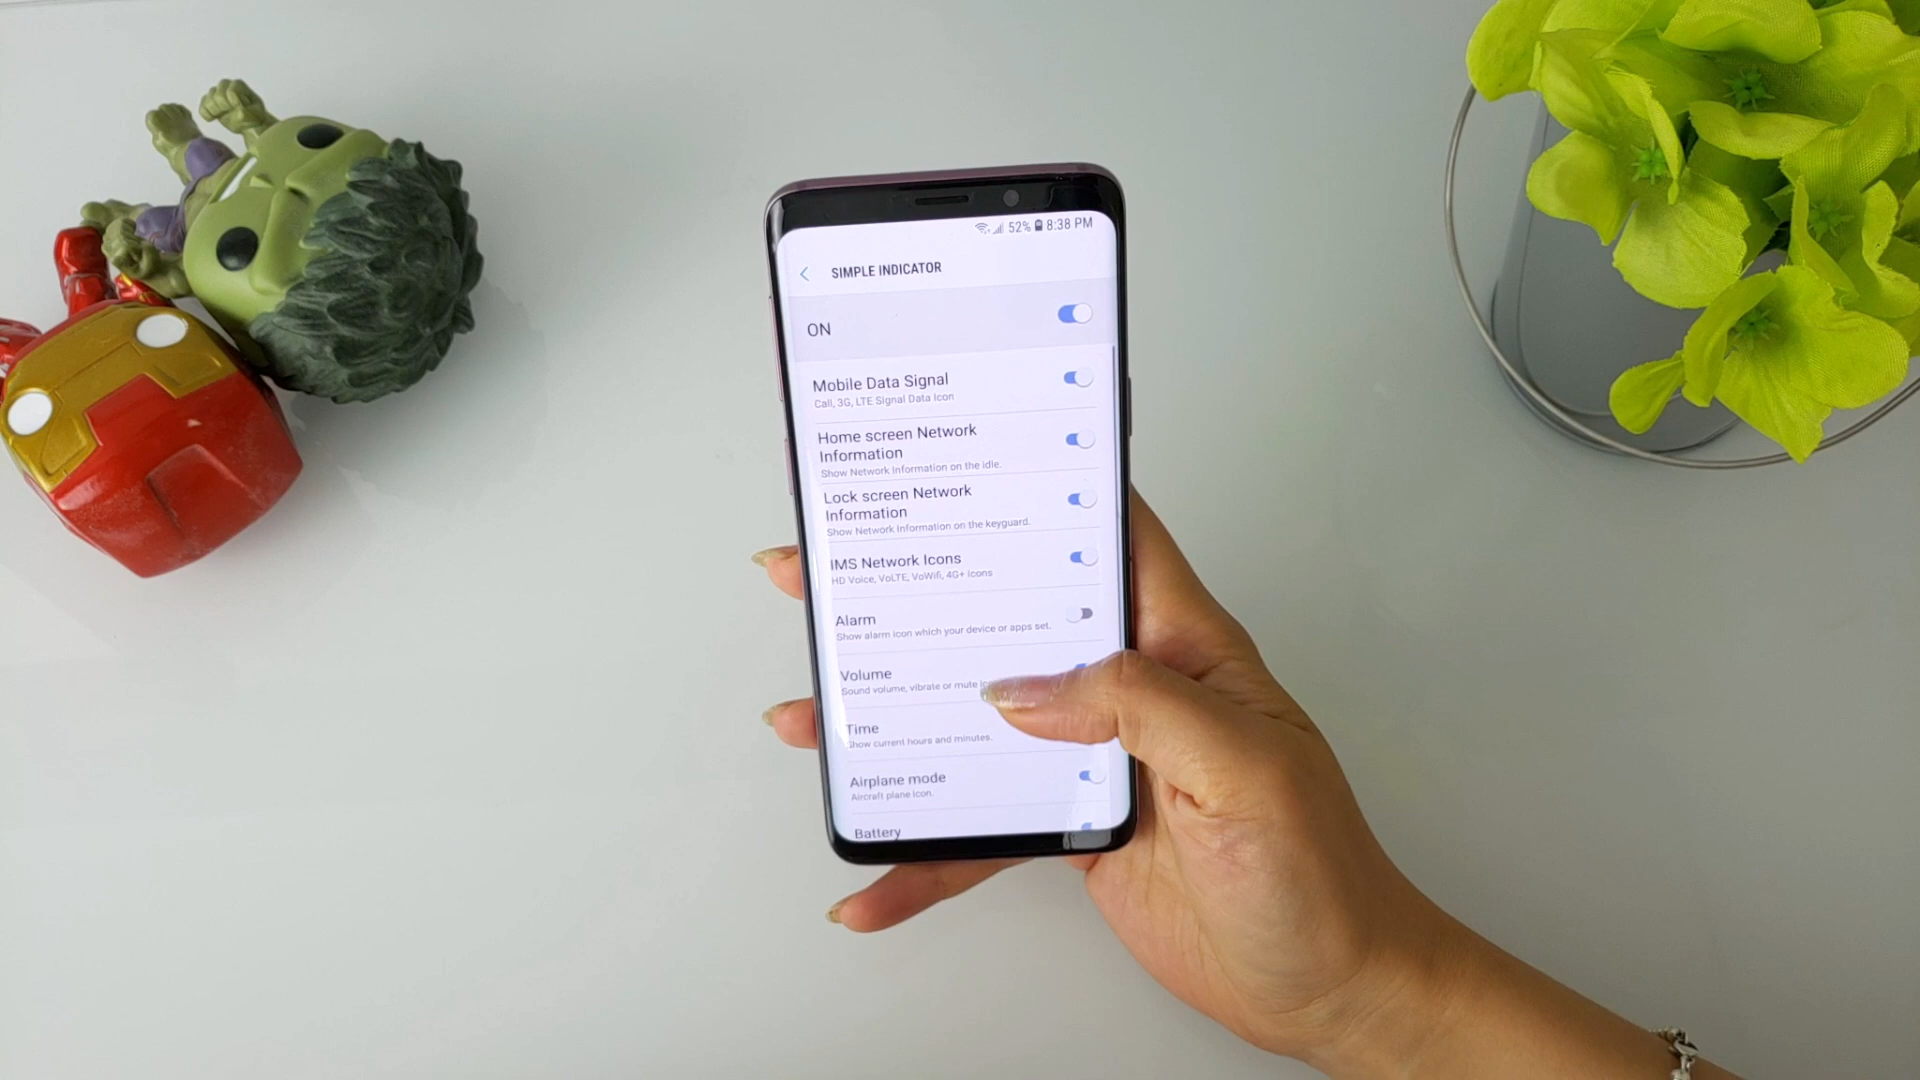 52% 8:38 PM
SIMPLE INDICATOR
ON
Mobile Data Signal
Call, 3G, LTE Signal Data Icon
Home screen Network
Information
Show Network Information on the idle.
Lock screen Network
Information
Show Network Information on the keyguard.
IMS Network Icons
HD Voice, VoLTE, VoWifi, 4G+ Icons
Alarm
Show alarm icon which your device or apps set.
Volume
Sound volume, vibrate or mute
Time
Show current hours and minutes.
Airplane mode
Aircraft plane icon.
Battery